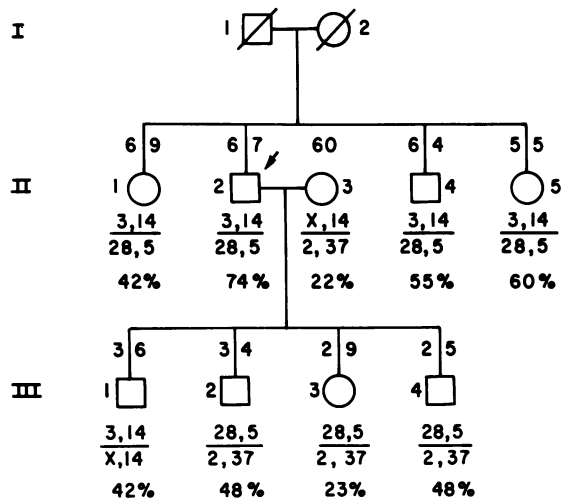 I 1 2
6 9 6 7 60 6 4 5 5
II 1 2 3 4 5
3,14 3,14 X,14 3,14 3,14
28,5 28,5 2,37 28,5 28,5
42% 74% 22% 55% 60%
3 6 3 4 2 9 2 5
III 1 2 3 4
3,14 28,5 28,5 28,5
X,14 2,37 2,37 2,37
42% 48% 23% 48%